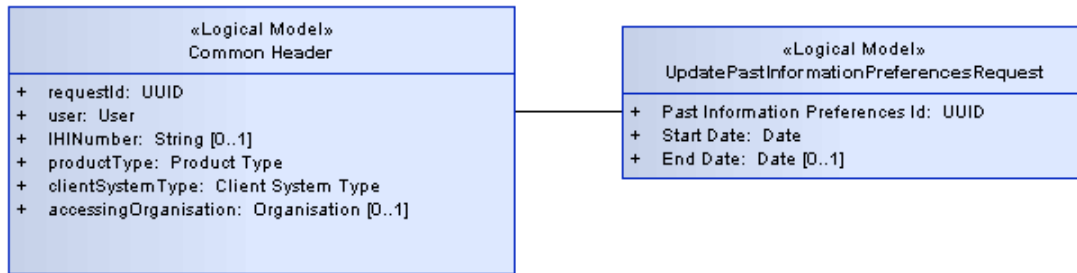 «Logical Model»
Common Header
+ requestId: UUID
+ user: User
+ IHINumber: String [0..1]
+ productType: Product Type
+ clientSystemType: Client System Type
+ accessingOrganisation: Organisation [0..1]
«Logical Model»
UpdatePastInformationPreferencesRequest
+ Past Information Preferences Id: UUID
+ Start Date: Date
+ End Date: Date [0..1]